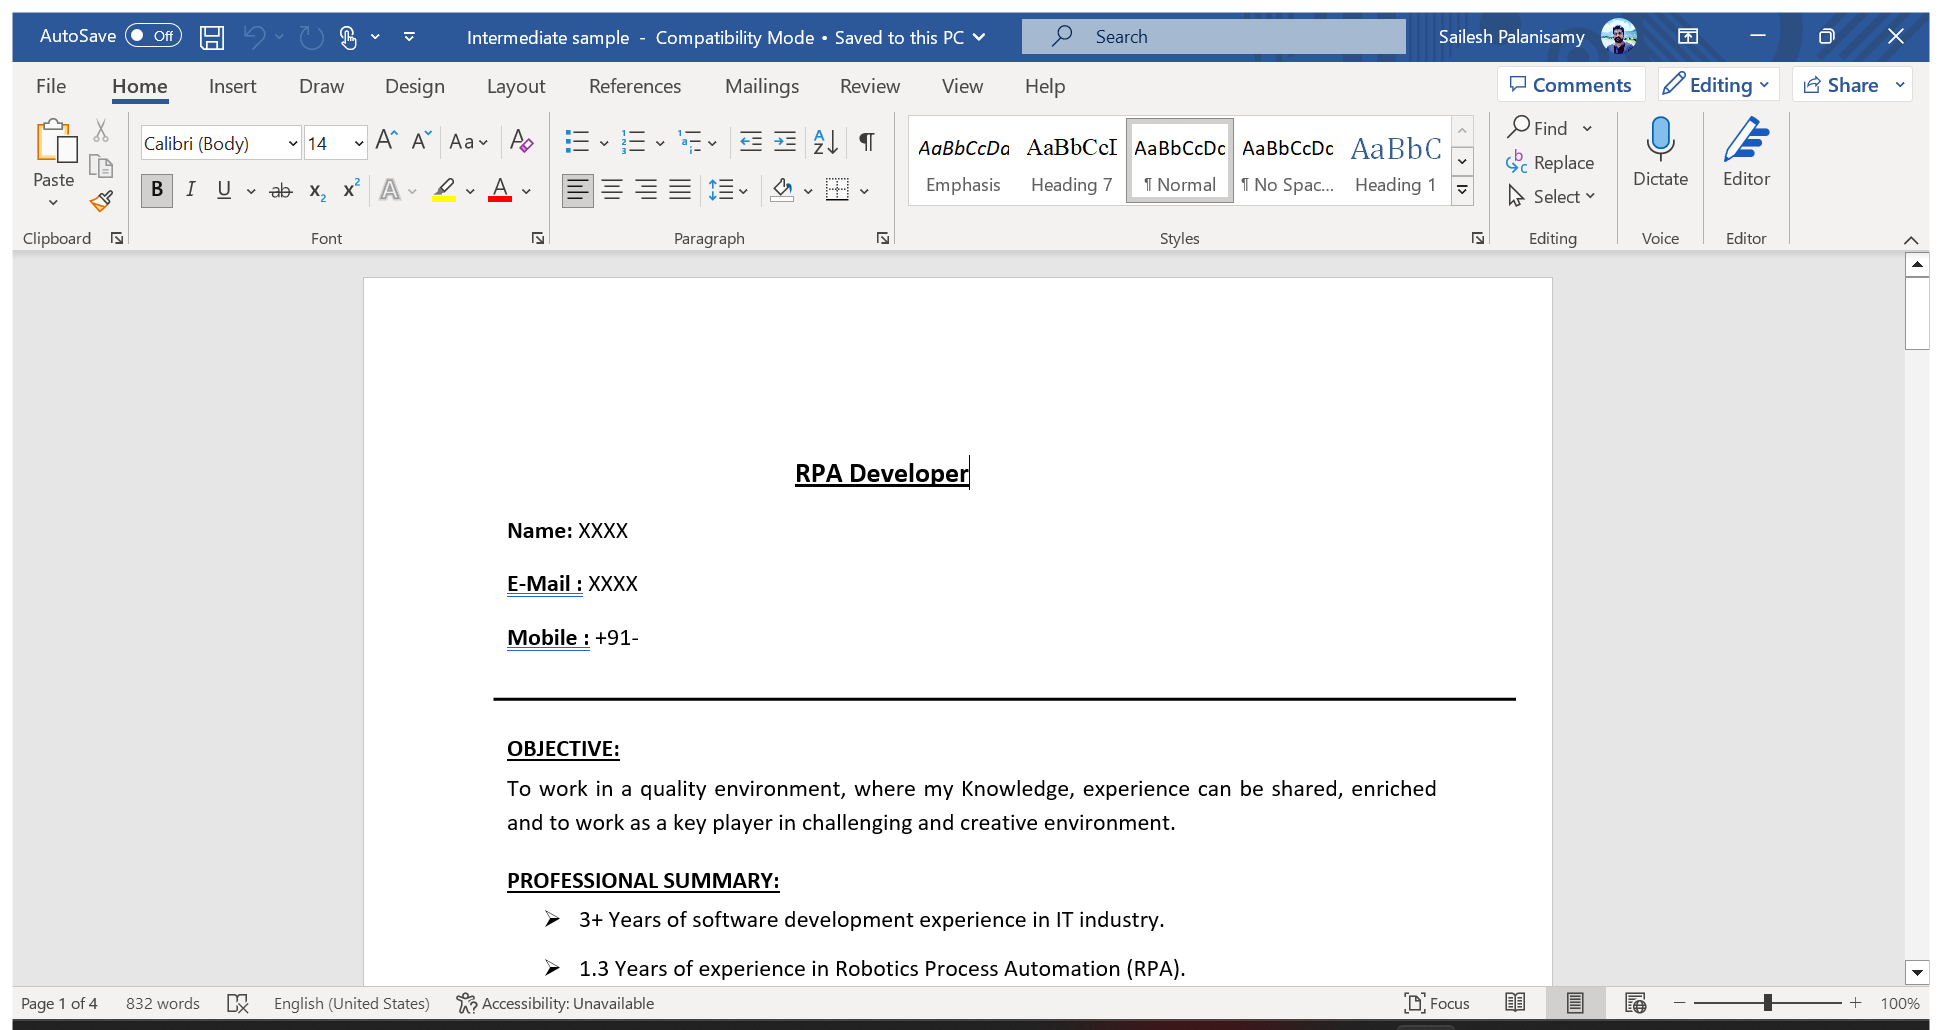 AutoSave Off Intermediate sample - Compatibility Mode • Saved to this PC Search Sailesh Palanisamy
File Home Insert Draw Design Layout References Mailings Review View Help Comments Editing Share
Calibri (Body) 14 Aa
Paste
B I U ab x₂ x² A A
AaBbCcDd AaBbCcI AaBbCcDc AaBbCcDc AaBbC
Emphasis Heading 7 ¶ Normal ¶ No Spac... Heading 1
Find
Replace
Select
Dictate
Editor
Clipboard Font Paragraph Styles Editing Voice Editor
RPA Developer
Name: XXXX
E-Mail : XXXX
Mobile : +91-
OBJECTIVE:
To work in a quality environment, where my Knowledge, experience can be shared, enriched
and to work as a key player in challenging and creative environment.
PROFESSIONAL SUMMARY:
➢ 3+ Years of software development experience in IT industry.
➢ 1.3 Years of experience in Robotics Process Automation (RPA).
Page 1 of 4 832 words English (United States) Accessibility: Unavailable Focus 100%